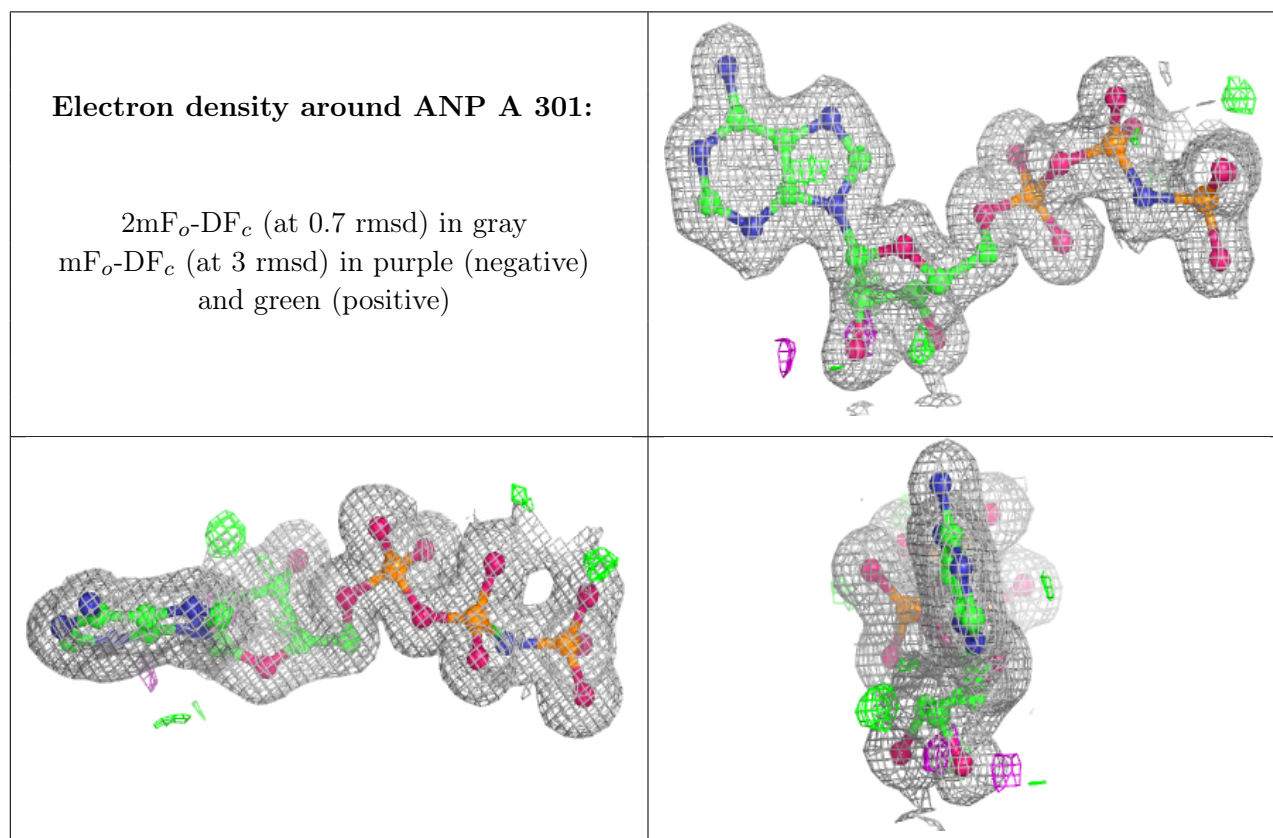 Electron density around ANP A 301:
2mFo-DFc (at 0.7 rmsd) in gray
mFo-DFc (at 3 rmsd) in purple (negative)
and green (positive)